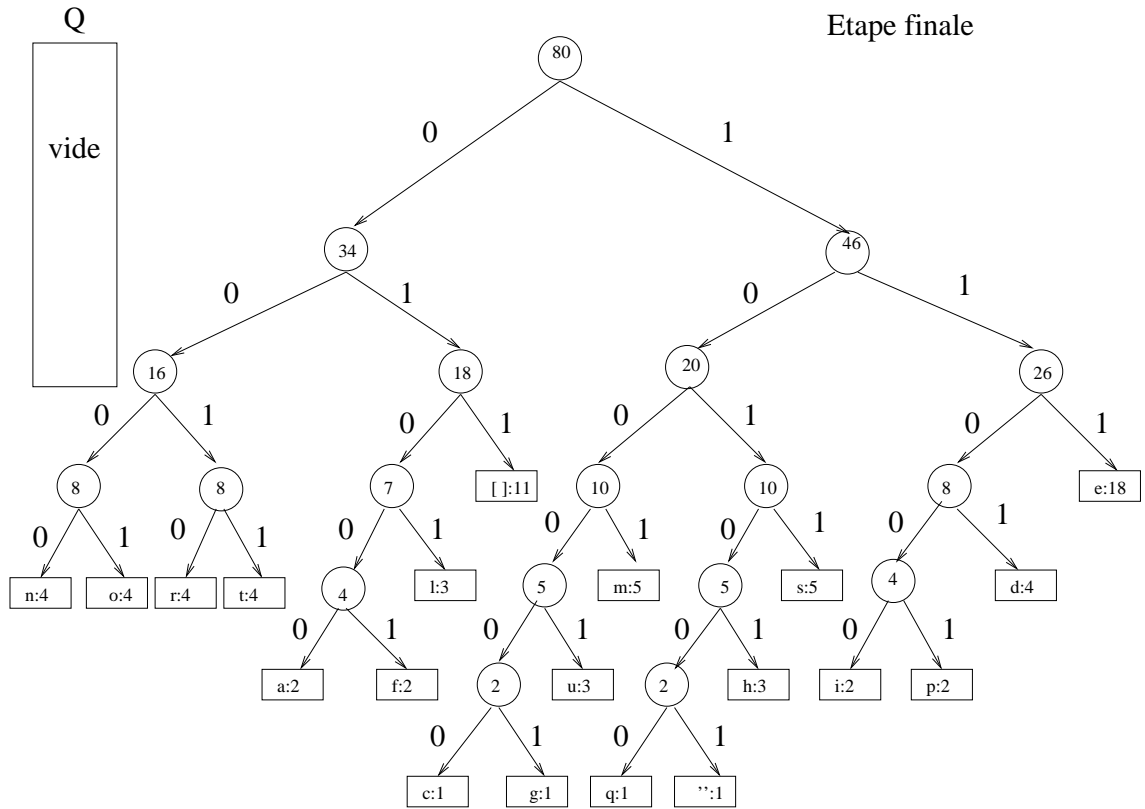 Q
Etape finale
80
vide
0 1
34 46
0 1 0 1
16 18 20 26
0 1 0 1 0 1 0 1
8 8 7 [ ]:11 10 10 8 e:18
0 1 0 1 0 1 0 1 0 1 0 1
n:4 o:4 r:4 t:4 4 l:3 5 m:5 5 s:5 4 d:4
0 1 0 1 0 1 0 1
a:2 f:2 2 u:3 2 h:3 i:2 p:2
0 1 0 1
c:1 g:1 q:1 ’’:1